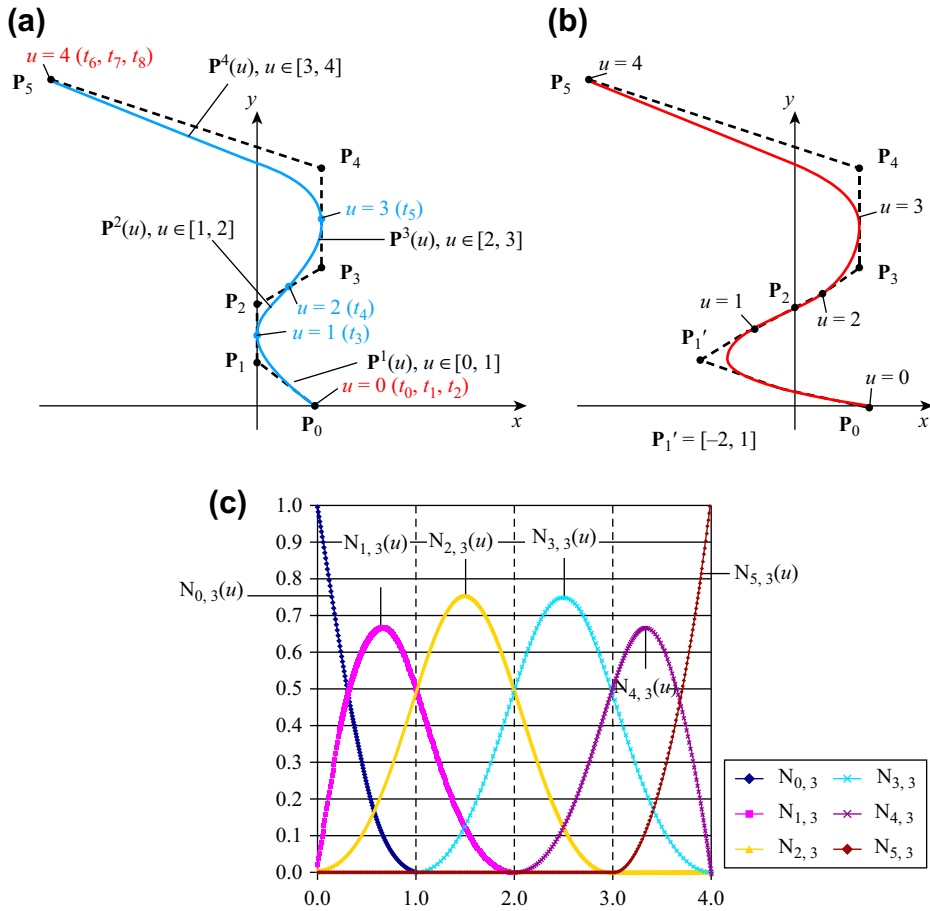 (a)
u = 4 (t6, t7, t8)
P5
P⁴(u), u ∈ [3, 4]
y
P4
u = 3 (t5)
P²(u), u ∈ [1, 2]
P³(u), u ∈ [2, 3]
P3
P2
u = 2 (t4)
u = 1 (t3)
P1
P¹(u), u ∈ [0, 1]
u = 0 (t0, t1, t2)
P0
x
(b)
u = 4
P5
y
P4
u = 3
P3
P2
u = 1
u = 2
P1′
u = 0
P0
x
P1′ = [–2, 1]
(c)
1.0
0.9
0.8
0.7
0.6
0.5
0.4
0.3
0.2
0.1
0.0
0.0 1.0 2.0 3.0 4.0
N0, 3(u)
N1, 3(u)
N2, 3(u)
N3, 3(u)
N4, 3(u)
N5, 3(u)
N0, 3 N3, 3
N1, 3 N4, 3
N2, 3 N5, 3